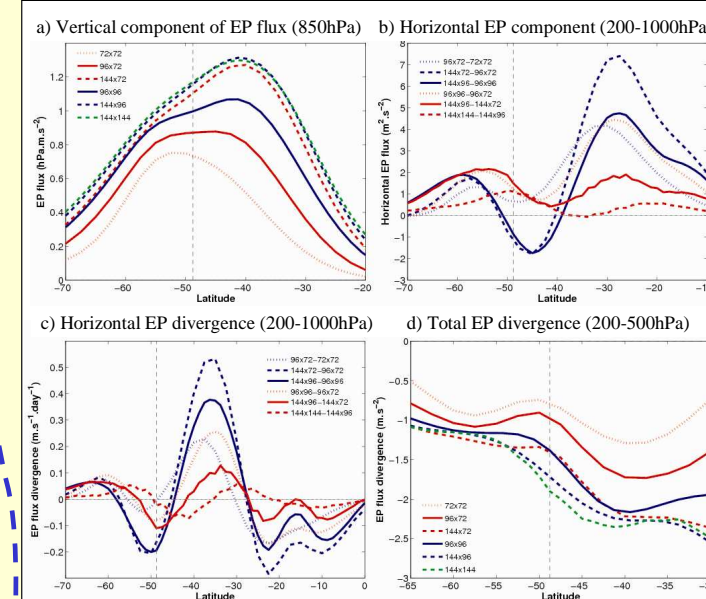 a) Vertical component of EP flux (850hPa)
EP flux (hPa.m.s⁻²)
72x72
96x72
144x72
96x96
144x96
144x144
1.2
1
0.8
0.6
0.4
0.2
0
−70 −60 −50 −40 −30 −20
Latitude
b) Horizontal EP component (200-1000hPa
Horizontal EP flux (m².s⁻²)
96x72−72x72
144x72−96x72
144x96−96x96
96x96−96x72
144x96−144x72
144x144−144x96
8
7
6
5
4
3
2
1
0
−1
−2
−3
−70 −60 −50 −40 −30 −20
Latitude
c) Horizontal EP divergence (200-1000hPa)
EP flux divergence (m.s⁻¹.day⁻¹)
96x72−72x72
144x72−96x72
144x96−96x96
96x96−96x72
144x96−144x72
144x144−144x96
0.5
0.4
0.3
0.2
0.1
0
−0.1
−0.2
−70 −60 −50 −40 −30 −20 −10 0
Latitude
d) Total EP divergence (200-500hPa)
EP flux divergence (m.s⁻²)
72x72
96x72
144x72
96x96
144x96
144x144
0
−0.5
−1
−1.5
−2
−2.5
−3
−65 −60 −55 −50 −45 −40 −35
Latitude